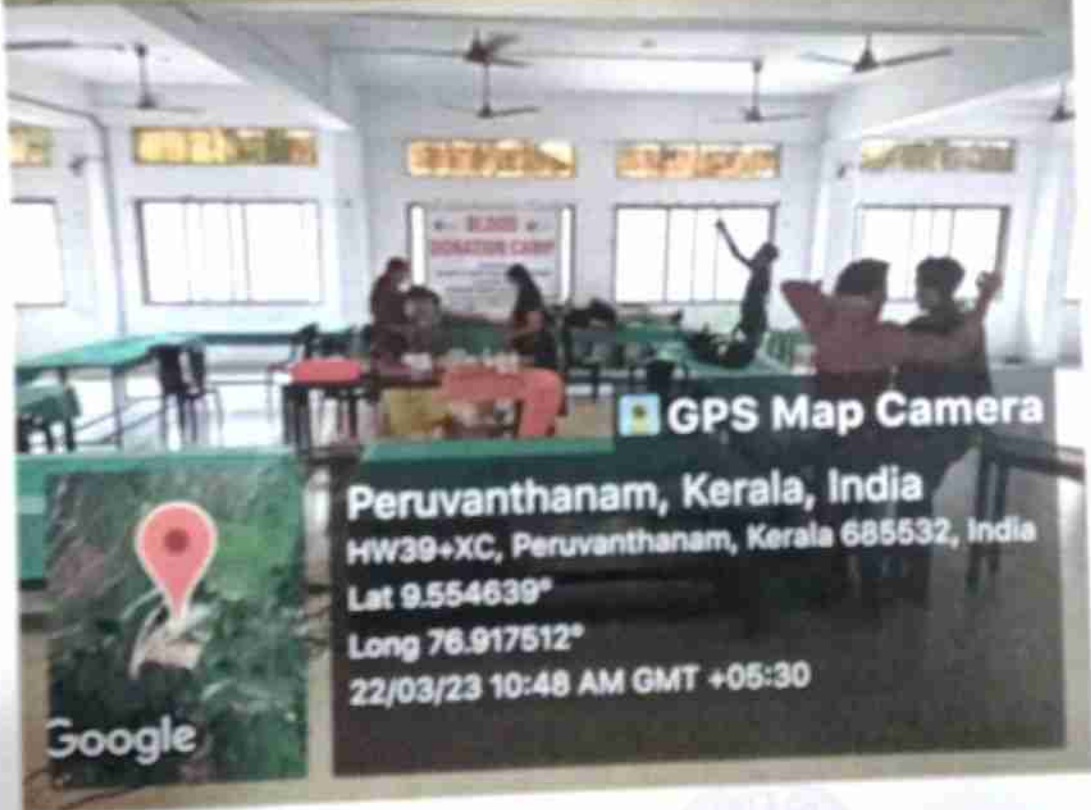 BLOOD
DONATION CAMP
GPS Map Camera
Peruvanthanam, Kerala, India
HW39+XC, Peruvanthanam, Kerala 685532, India
Lat 9.554639°
Long 76.917512°
22/03/23 10:48 AM GMT +05:30
Google